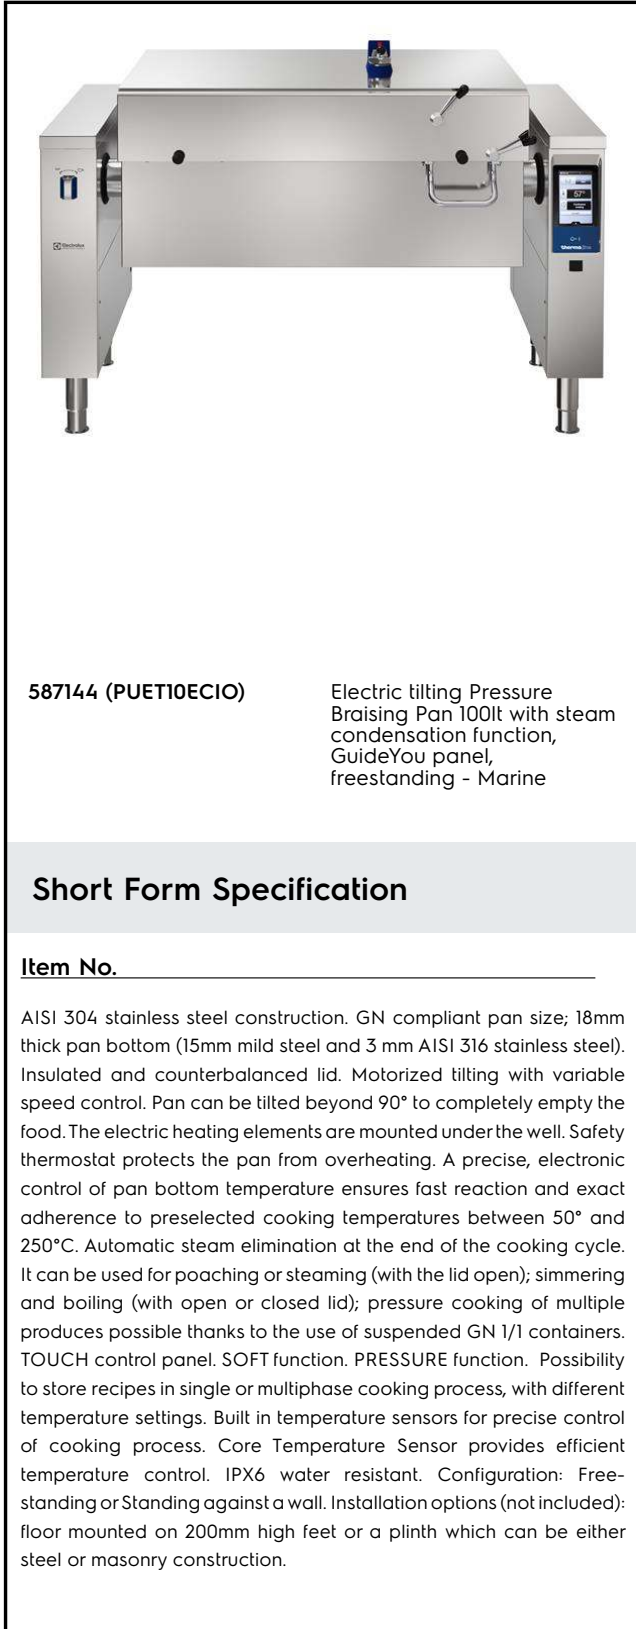 Electrolux
57°
thermaline
587144 (PUET10ECIO)
Electric tilting Pressure
Braising Pan 100lt with steam
condensation function,
GuideYou panel,
freestanding - Marine
Short Form Specification
Item No.
AISI 304 stainless steel construction. GN compliant pan size; 18mm
thick pan bottom (15mm mild steel and 3 mm AISI 316 stainless steel).
Insulated and counterbalanced lid. Motorized tilting with variable
speed control. Pan can be tilted beyond 90° to completely empty the
food. The electric heating elements are mounted under the well. Safety
thermostat protects the pan from overheating. A precise, electronic
control of pan bottom temperature ensures fast reaction and exact
adherence to preselected cooking temperatures between 50° and
250°C. Automatic steam elimination at the end of the cooking cycle.
It can be used for poaching or steaming (with the lid open); simmering
and boiling (with open or closed lid); pressure cooking of multiple
produces possible thanks to the use of suspended GN 1/1 containers.
TOUCH control panel. SOFT function. PRESSURE function. Possibility
to store recipes in single or multiphase cooking process, with different
temperature settings. Built in temperature sensors for precise control
of cooking process. Core Temperature Sensor provides efficient
temperature control. IPX6 water resistant. Configuration: Free-
standing or Standing against a wall. Installation options (not included):
floor mounted on 200mm high feet or a plinth which can be either
steel or masonry construction.